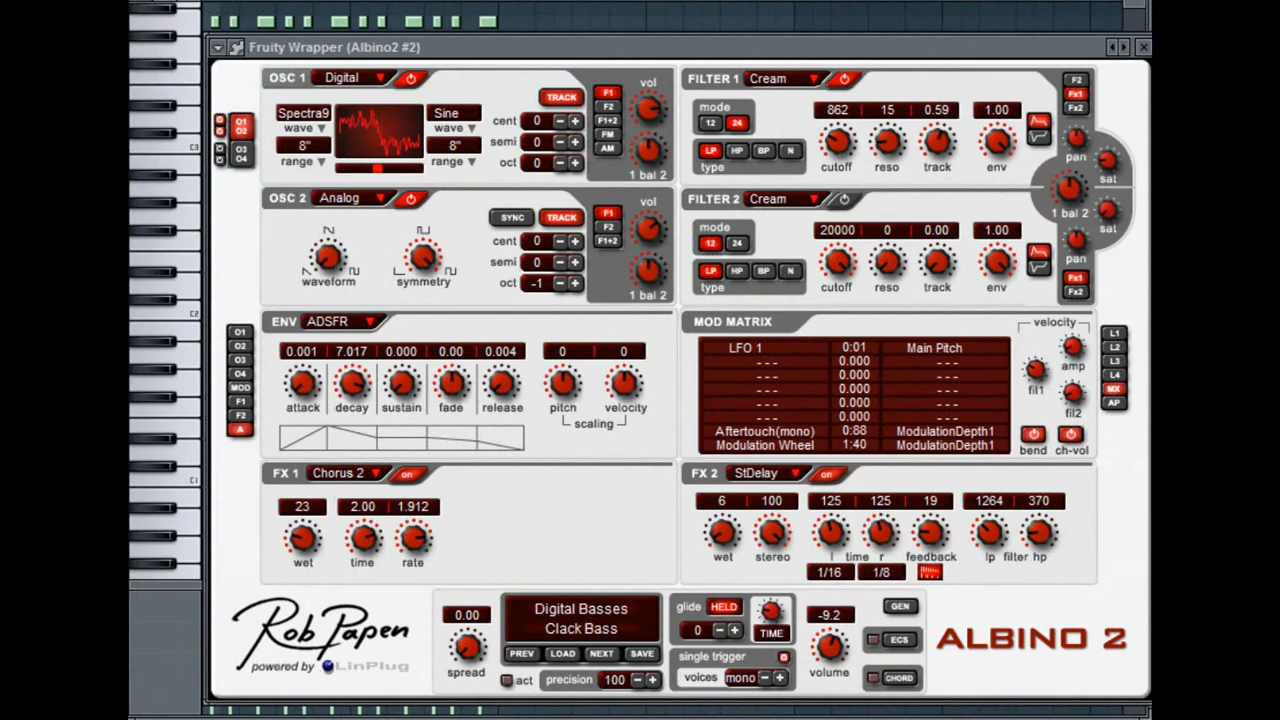 Fruity Wrapper (Albino2 #2)
OSC 1 Digital
Spectra9 wave 8" range
Sine wave 8" range
O1 O2 O3 O4
TRACK
cent 0 - +
semi 0 - +
oct 0 - +
F1 F2 F1+2 FM AM
vol
1 bal 2
FILTER 1 Cream
mode
12 24
LP HP BP N
type
862 15 0.59 1.00
cutoff reso track env
F2 Fx1 Fx2
pan sat
1 bal 2
sat
pan
Fx1 Fx2
OSC 2 Analog
waveform symmetry
SYNC TRACK
cent 0 - +
semi 0 - +
oct -1 - +
F1 F2 F1+2
vol
1 bal 2
FILTER 2 Cream
mode
12 24
LP HP BP N
type
20000 0 0.00 1.00
cutoff reso track env
ENV ADSFR
O1 O2 O3 O4 MOD F1 F2 A
0.001 7.017 0.000 0.00 0.004 0 0
attack decay sustain fade release pitch velocity
scaling
MOD MATRIX
LFO 1 0:01 Main Pitch
--- 0.000 ---
--- 0.000 ---
--- 0.000 ---
--- 0.000 ---
--- 0.000 ---
Aftertouch(mono) 0:88 ModulationDepth1
Modulation Wheel 1:40 ModulationDepth1
velocity
fil1 amp fil2
bend ch-vol
L1 L2 L3 L4 MX AP
FX 1 Chorus 2 on
23 2.00 1.912
wet time rate
FX 2 StDelay on
6 100 125 125 19 1264 370
wet stereo l time r feedback lp filter hp
1/16 1/8
Rob Papen
powered by LinPlug
0.00
spread
Digital Basses
Clack Bass
PREV LOAD NEXT SAVE
act precision 100 - +
glide HELD
0 - + TIME
single trigger
voices mono - +
-9.2
volume
GEN
ECS
CHORD
ALBINO 2
C3
C2
C1